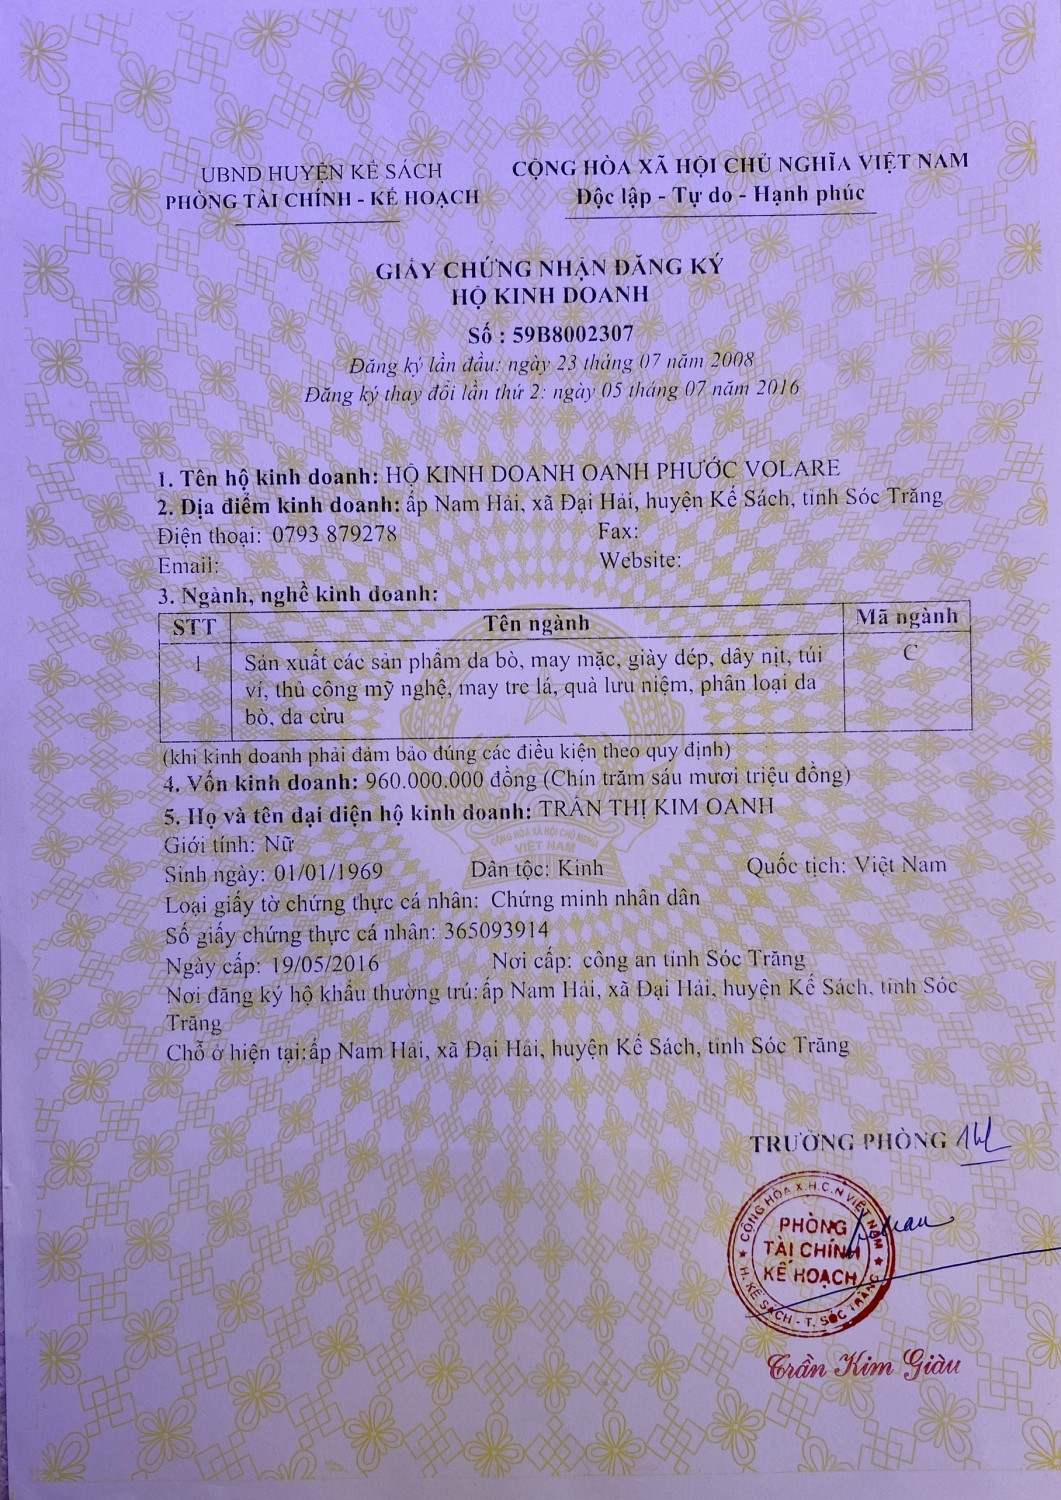 UBND HUYỆN KẾ SÁCH
PHÒNG TÀI CHÍNH - KẾ HOẠCH
CỘNG HÒA XÃ HỘI CHỦ NGHĨA VIỆT NAM
Độc lập - Tự do - Hạnh phúc
GIẤY CHỨNG NHẬN ĐĂNG KÝ
HỘ KINH DOANH
Số : 59B8002307
Đăng ký lần đầu: ngày 23 tháng 07 năm 2008
Đăng ký thay đổi lần thứ 2: ngày 05 tháng 07 năm 2016
1. Tên hộ kinh doanh: HỘ KINH DOANH OANH PHƯỚC VOLARE
2. Địa điểm kinh doanh: ấp Nam Hải, xã Đại Hải, huyện Kế Sách, tỉnh Sóc Trăng
Điện thoại: 0793 879278 Fax:
Email: Website:
3. Ngành, nghề kinh doanh:
STT Tên ngành Mã ngành
1 Sản xuất các sản phẩm da bò, may mặc, giày dép, dây nịt, túi C
ví, thủ công mỹ nghệ, may tre lá, quà lưu niệm, phân loại da
bò, da cừu
(khi kinh doanh phải đảm bảo đúng các điều kiện theo quy định)
4. Vốn kinh doanh: 960.000.000 đồng (Chín trăm sáu mươi triệu đồng)
5. Họ và tên đại diện hộ kinh doanh: TRẦN THỊ KIM OANH
CỘNG HÒA XÃ HỘI CHỦ NGHĨA
VIỆT NAM
Giới tính: Nữ
Sinh ngày: 01/01/1969 Dân tộc: Kinh Quốc tịch: Việt Nam
Loại giấy tờ chứng thực cá nhân: Chứng minh nhân dân
Số giấy chứng thực cá nhân: 365093914
Ngày cấp: 19/05/2016 Nơi cấp: công an tỉnh Sóc Trăng
Nơi đăng ký hộ khẩu thường trú:ấp Nam Hải, xã Đại Hải, huyện Kế Sách, tỉnh Sóc
Trăng
Chỗ ở hiện tại:ấp Nam Hải, xã Đại Hải, huyện Kế Sách, tỉnh Sóc Trăng
TRƯỞNG PHÒNG
CỘNG HÒA X.H.C.N VIỆT NAM
PHÒNG
TÀI CHÍNH
KẾ HOẠCH
H. KẾ SÁCH - T. SÓC TRĂNG
Trần Kim Giàu